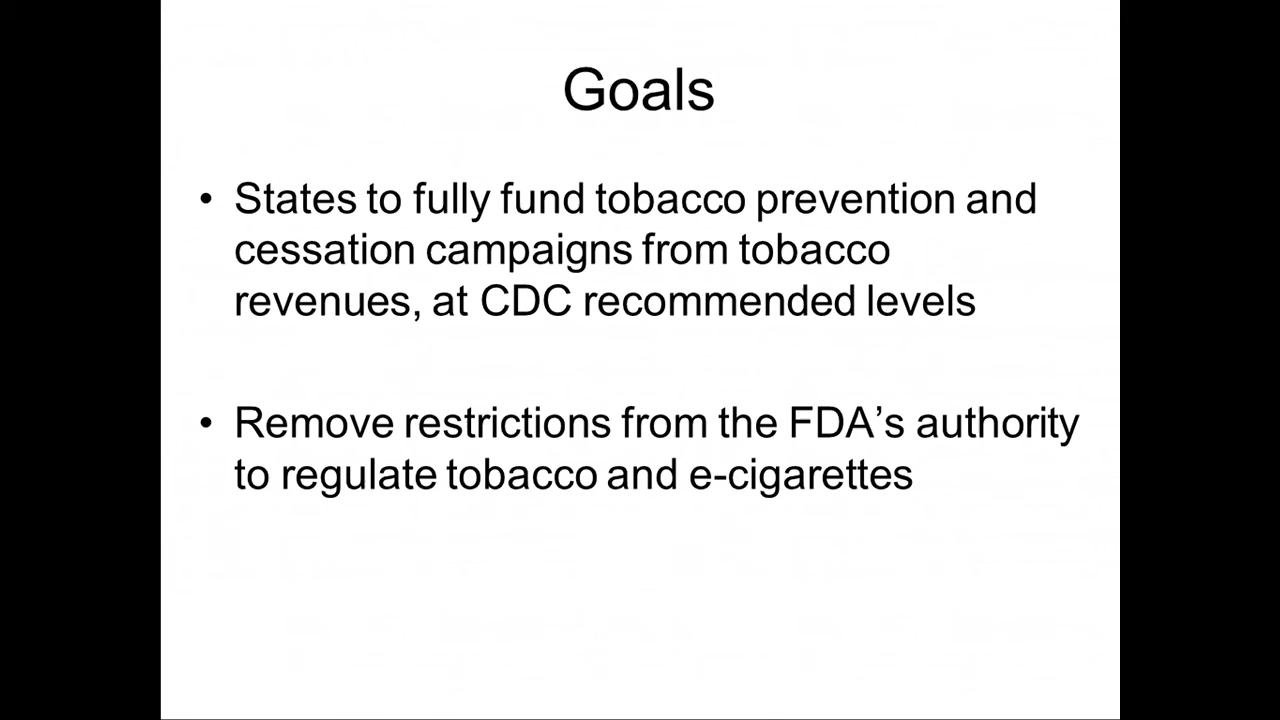 Goals
• States to fully fund tobacco prevention and
cessation campaigns from tobacco
revenues, at CDC recommended levels
• Remove restrictions from the FDA’s authority
to regulate tobacco and e-cigarettes